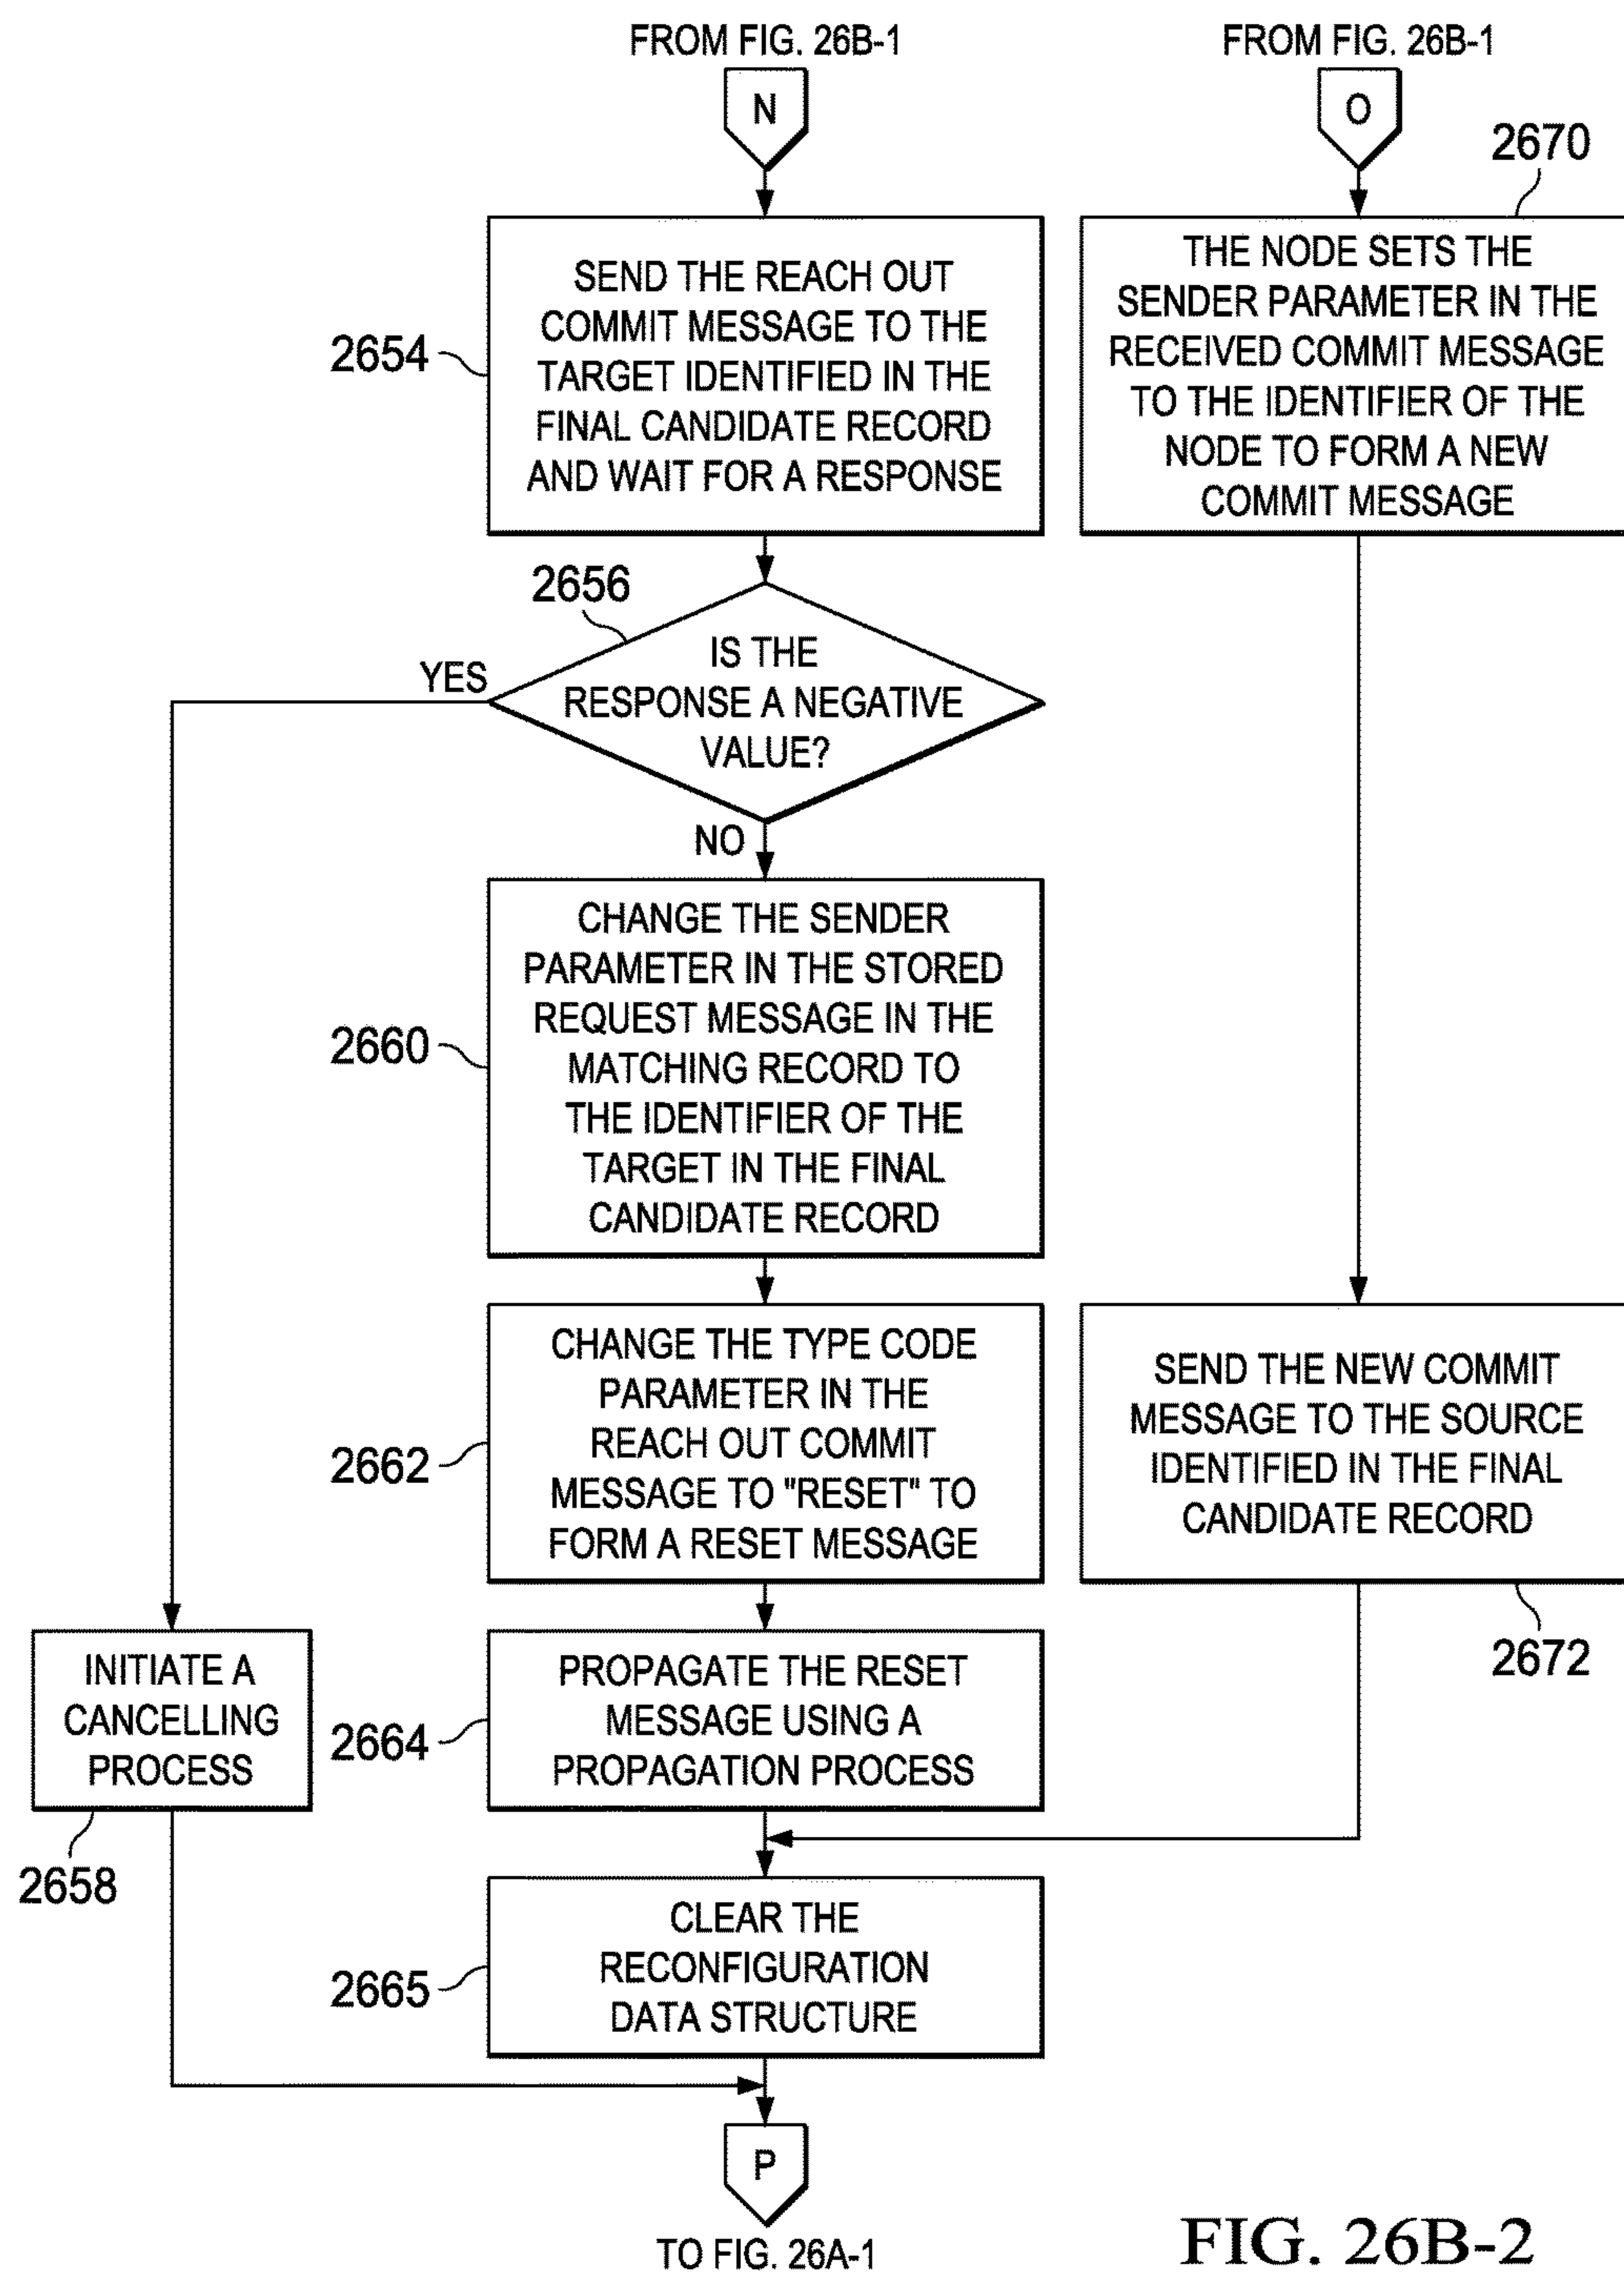 FROM FIG. 26B-1
N
FROM FIG. 26B-1
O
2670
SEND THE REACH OUT
COMMIT MESSAGE TO THE
TARGET IDENTIFIED IN THE
FINAL CANDIDATE RECORD
AND WAIT FOR A RESPONSE
2654
THE NODE SETS THE
SENDER PARAMETER IN THE
RECEIVED COMMIT MESSAGE
TO THE IDENTIFIER OF THE
NODE TO FORM A NEW
COMMIT MESSAGE
2656
IS THE
RESPONSE A NEGATIVE
VALUE?
YES
NO
CHANGE THE SENDER
PARAMETER IN THE STORED
REQUEST MESSAGE IN THE
MATCHING RECORD TO
THE IDENTIFIER OF THE
TARGET IN THE FINAL
CANDIDATE RECORD
2660
CHANGE THE TYPE CODE
PARAMETER IN THE
REACH OUT COMMIT
MESSAGE TO "RESET" TO
FORM A RESET MESSAGE
2662
SEND THE NEW COMMIT
MESSAGE TO THE SOURCE
IDENTIFIED IN THE FINAL
CANDIDATE RECORD
2672
INITIATE A
CANCELLING
PROCESS
2658
PROPAGATE THE RESET
MESSAGE USING A
PROPAGATION PROCESS
2664
CLEAR THE
RECONFIGURATION
DATA STRUCTURE
2665
P
TO FIG. 26A-1
FIG. 26B-2